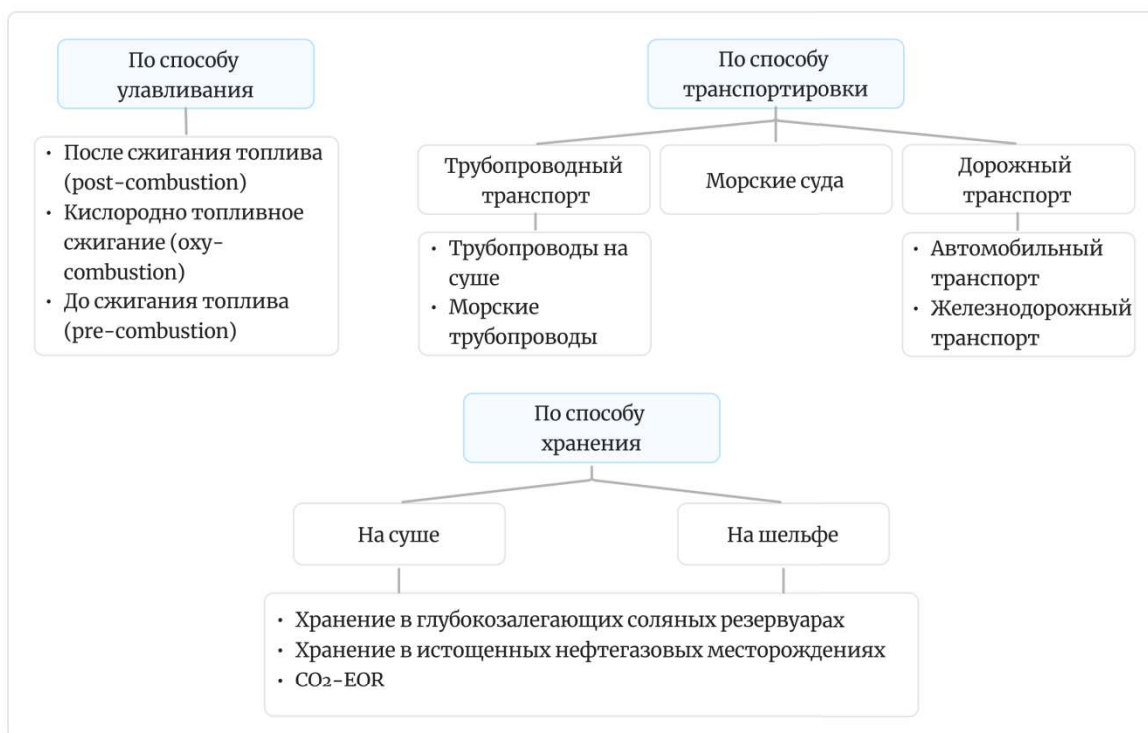 По способу
улавливания
• После сжигания топлива
(post-combustion)
• Кислородно топливное
сжигание (oxy-
combustion)
• До сжигания топлива
(pre-combustion)
По способу
транспортировки
Трубопроводный
транспорт
• Трубопроводы на
суше
• Морские
трубопроводы
Морские суда
Дорожный
транспорт
• Автомобильный
транспорт
• Железнодорожный
транспорт
По способу
хранения
На суше
На шельфе
• Хранение в глубокозалегающих соляных резервуарах
• Хранение в истощенных нефтегазовых месторождениях
• CO2-EOR